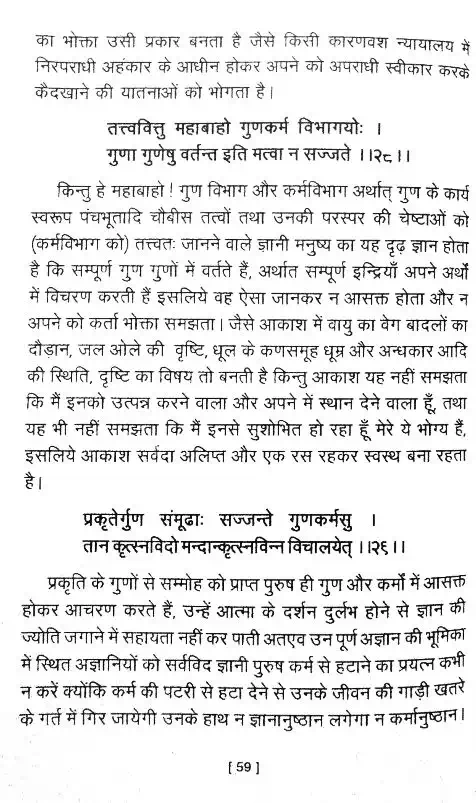 का भोक्ता उसी प्रकार बनता है जैसे किसी कारणवश न्यायालय में
निरपराधी अहंकार के आधीन होकर अपने को अपराधी स्वीकार करके
कैदखाने की यातनाओं को भोगता है।
तत्त्ववित्तु महाबाहो गुणकर्म विभागयोः ।
गुणा गुणेषु वर्तन्त इति मत्वा न सज्जते ।।२८।।
किन्तु हे महाबाहो ! गुण विभाग और कर्मविभाग अर्थात् गुण के कार्य
स्वरूप पंचभूतादि चौबीस तत्वों तथा उनकी परस्पर की चेष्टाओं को
(कर्मविभाग को) तत्त्वतः जानने वाले ज्ञानी मनुष्य का यह दृढ़ ज्ञान होता
है कि सम्पूर्ण गुण गुणों में वर्तते हैं, अर्थात सम्पूर्ण इन्द्रियाँ अपने अर्थों
में विचरण करती हैं इसलिये वह ऐसा जानकर न आसक्त होता और न
अपने को कर्ता भोक्ता समझता। जैसे आकाश में वायु का वेग बादलों का
दौड़ान, जल ओले की वृष्टि, धूल के कणसमूह धूम्र और अन्धकार आदि
की स्थिति, दृष्टि का विषय तो बनती है किन्तु आकाश यह नहीं समझता
कि मैं इनको उत्पन्न करने वाला और अपने में स्थान देने वाला हूँ, तथा
यह भी नहीं समझता कि मैं इनसे सुशोभित हो रहा हूँ मेरे ये भोग्य हैं,
इसलिये आकाश सर्वदा अलिप्त और एक रस रहकर स्वस्थ बना रहता
है।
प्रकृतेर्गुण संमूढाः सज्जन्ते गुणकर्मसु ।
तान कृत्स्नविदो मन्दान्कृत्स्नविन्न विचालयेत् ।।२६।।
प्रकृति के गुणों से सम्मोह को प्राप्त पुरुष ही गुण और कर्मों में आसक्त
होकर आचरण करते हैं, उन्हें आत्मा के दर्शन दुर्लभ होने से ज्ञान की
ज्योति जगाने में सहायता नहीं कर पाती अतएव उन पूर्ण अज्ञान की भूमिका
में स्थित अज्ञानियों को सर्वविद ज्ञानी पुरुष कर्म से हटाने का प्रयत्न कभी
न करें क्योंकि कर्म की पटरी से हटा देने से उनके जीवन की गाड़ी खतरे
के गर्त में गिर जायेगी उनके हाथ न ज्ञानानुष्ठान लगेगा न कर्मानुष्ठान।
[ 59 ]